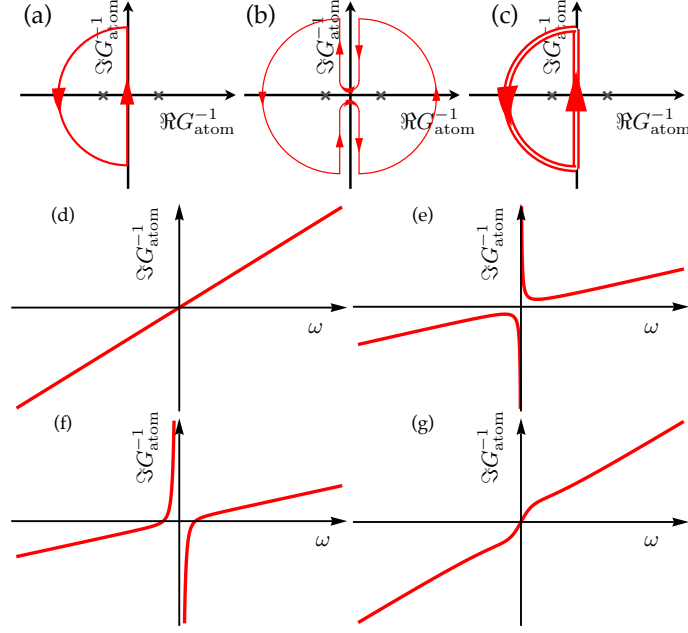 (a) ℑG⁻¹atom (b) ℑG⁻¹atom (c) ℑG⁻¹atom
ℜG⁻¹atom ℜG⁻¹atom ℜG⁻¹atom
(d) ℑG⁻¹atom (e) ℑG⁻¹atom
ω ω
(f) ℑG⁻¹atom (g) ℑG⁻¹atom
ω ω